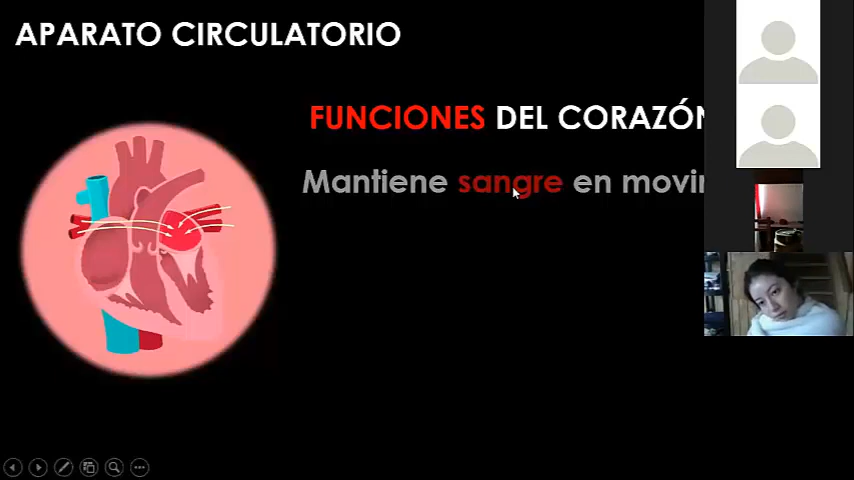 APARATO CIRCULATORIO
FUNCIONES DEL CORAZÓN
Mantiene sangre en movi